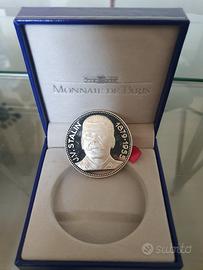 MONNAIE DE PARIS
J.W. STALIN 1879-1953
subito